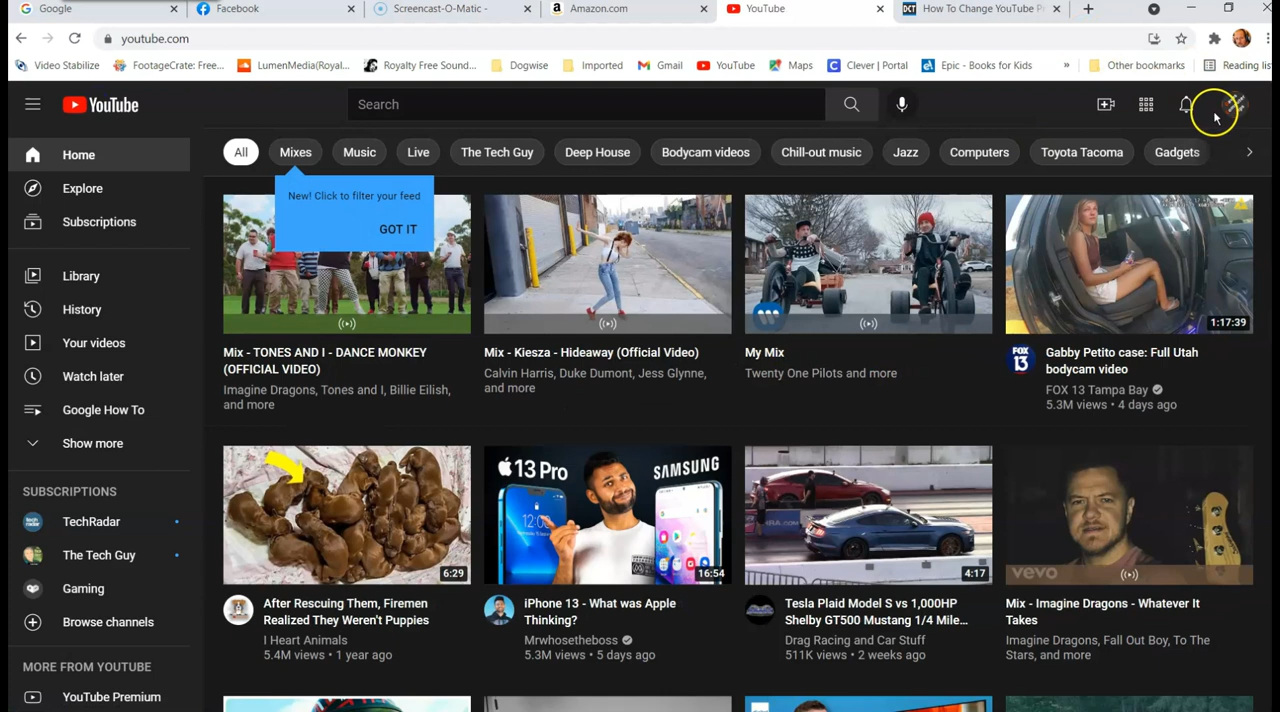 Google
Facebook
Screencast-O-Matic -
Amazon.com
YouTube
DCT How To Change YouTube Pr
youtube.com
Video Stabilize
FootageCrate: Free...
LumenMedia(Royal...
Royalty Free Soun...
Dogwise
Imported
Gmail
YouTube
Maps
Clever | Portal
Epic - Books for Kids
»
Other bookmarks
Reading list
YouTube
Search
All
Mixes
Music
Live
The Tech Guy
Deep House
Bodycam videos
Chill-out music
Jazz
Computers
Toyota Tacoma
Gadgets
New! Click to filter your feed
GOT IT
Home
Explore
Subscriptions
Library
History
Your videos
Watch later
Google How To
Show more
SUBSCRIPTIONS
TechRadar
The Tech Guy
Gaming
Browse channels
MORE FROM YOUTUBE
YouTube Premium
Mix - TONES AND I - DANCE MONKEY
(OFFICIAL VIDEO)
Imagine Dragons, Tones and I, Billie Eilish,
and more
Mix - Kiesza - Hideaway (Official Video)
Calvin Harris, Duke Dumont, Jess Glynne,
and more
My Mix
Twenty One Pilots and more
1:17:39
FOX 13
Gabby Petito case: Full Utah
bodycam video
FOX 13 Tampa Bay
5.3M views • 4 days ago
6:29
After Rescuing Them, Firemen
Realized They Weren't Puppies
I Heart Animals
5.4M views • 1 year ago
13 Pro
SAMSUNG
16:54
iPhone 13 - What was Apple
Thinking?
Mrwhosetheboss
5.3M views • 5 days ago
4:17
Tesla Plaid Model S vs 1,000HP
Shelby GT500 Mustang 1/4 Mile...
Drag Racing and Car Stuff
511K views • 2 weeks ago
vevo
Mix - Imagine Dragons - Whatever It
Takes
Imagine Dragons, Fall Out Boy, To The
Stars, and more